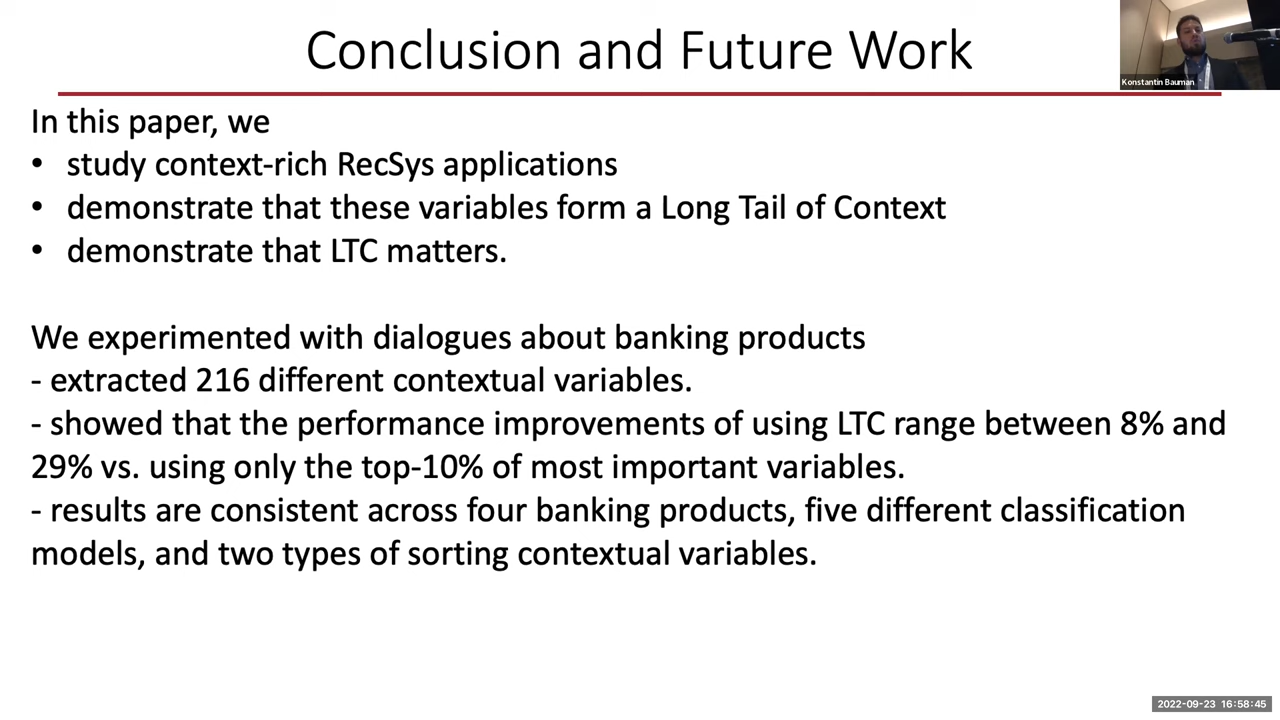 Conclusion and Future Work
Konstantin Bauman
In this paper, we
• study context-rich RecSys applications
• demonstrate that these variables form a Long Tail of Context
• demonstrate that LTC matters.
We experimented with dialogues about banking products
- extracted 216 different contextual variables.
- showed that the performance improvements of using LTC range between 8% and
29% vs. using only the top-10% of most important variables.
- results are consistent across four banking products, five different classification
models, and two types of sorting contextual variables.
2022-09-23 16:58:45